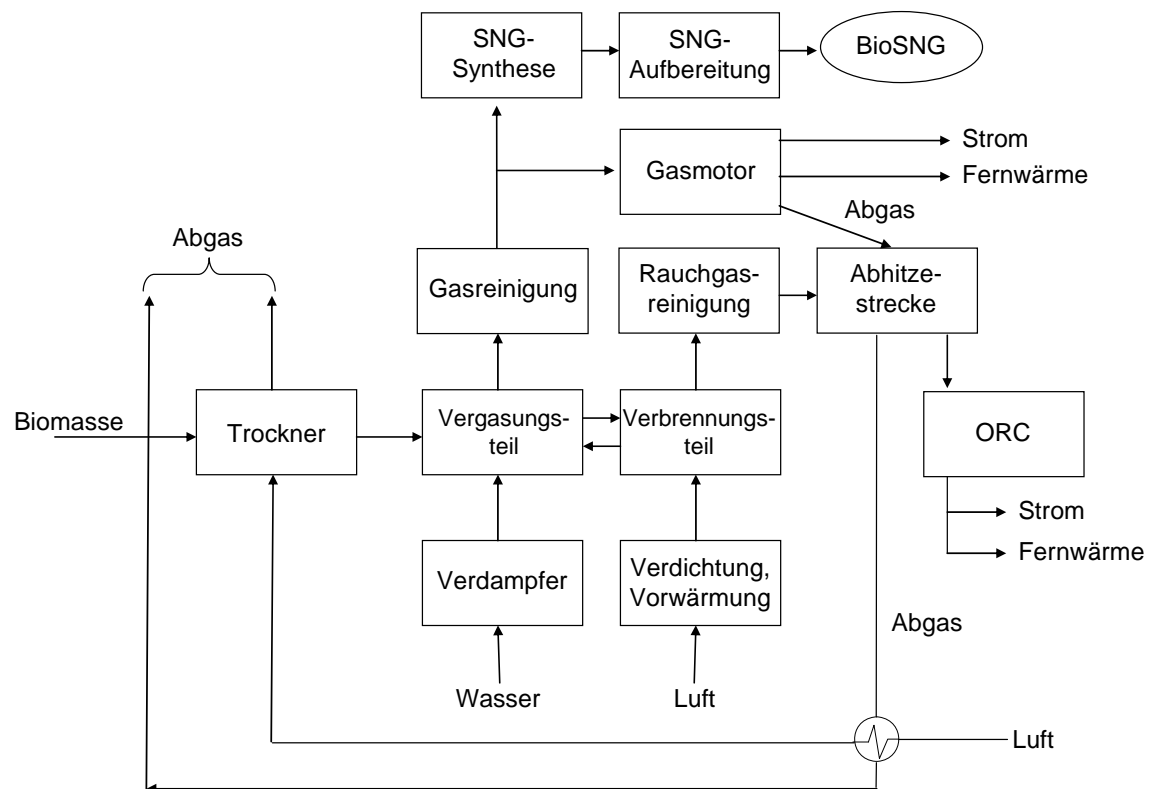 SNG-
Synthese
SNG-
Aufbereitung
BioSNG
Gasmotor
Strom
Fernwärme
Abgas
Abgas
Gasreinigung
Rauchgas-
reinigung
Abhitze-
strecke
Biomasse
Trockner
Vergasungs-
teil
Verbrennungs-
teil
ORC
Strom
Fernwärme
Verdampfer
Verdichtung,
Vorwärmung
Abgas
Wasser
Luft
Luft